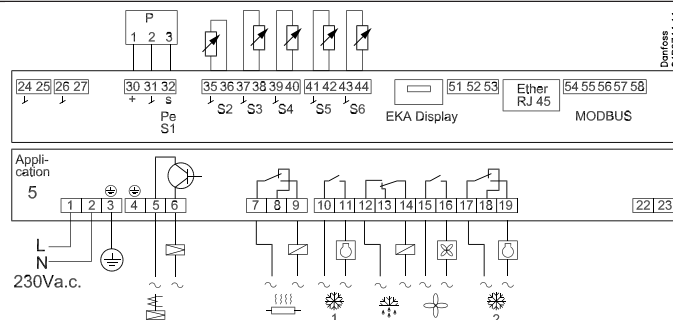 P
1 2 3
Danfoss
24 25 26 27 30 31 32 35 36 37 38 39 40 41 42 43 44 51 52 53 54 55 56 57 58
+ s
S2 S3 S4 S5 S6
Pe
S1
EKA Display
Ether
RJ 45
MODBUS
Appli-
cation
5
1 2 3 4 5 6 7 8 9 10 11 12 13 14 15 16 17 18 19 22 23
L
N
230Va.c.
1 2